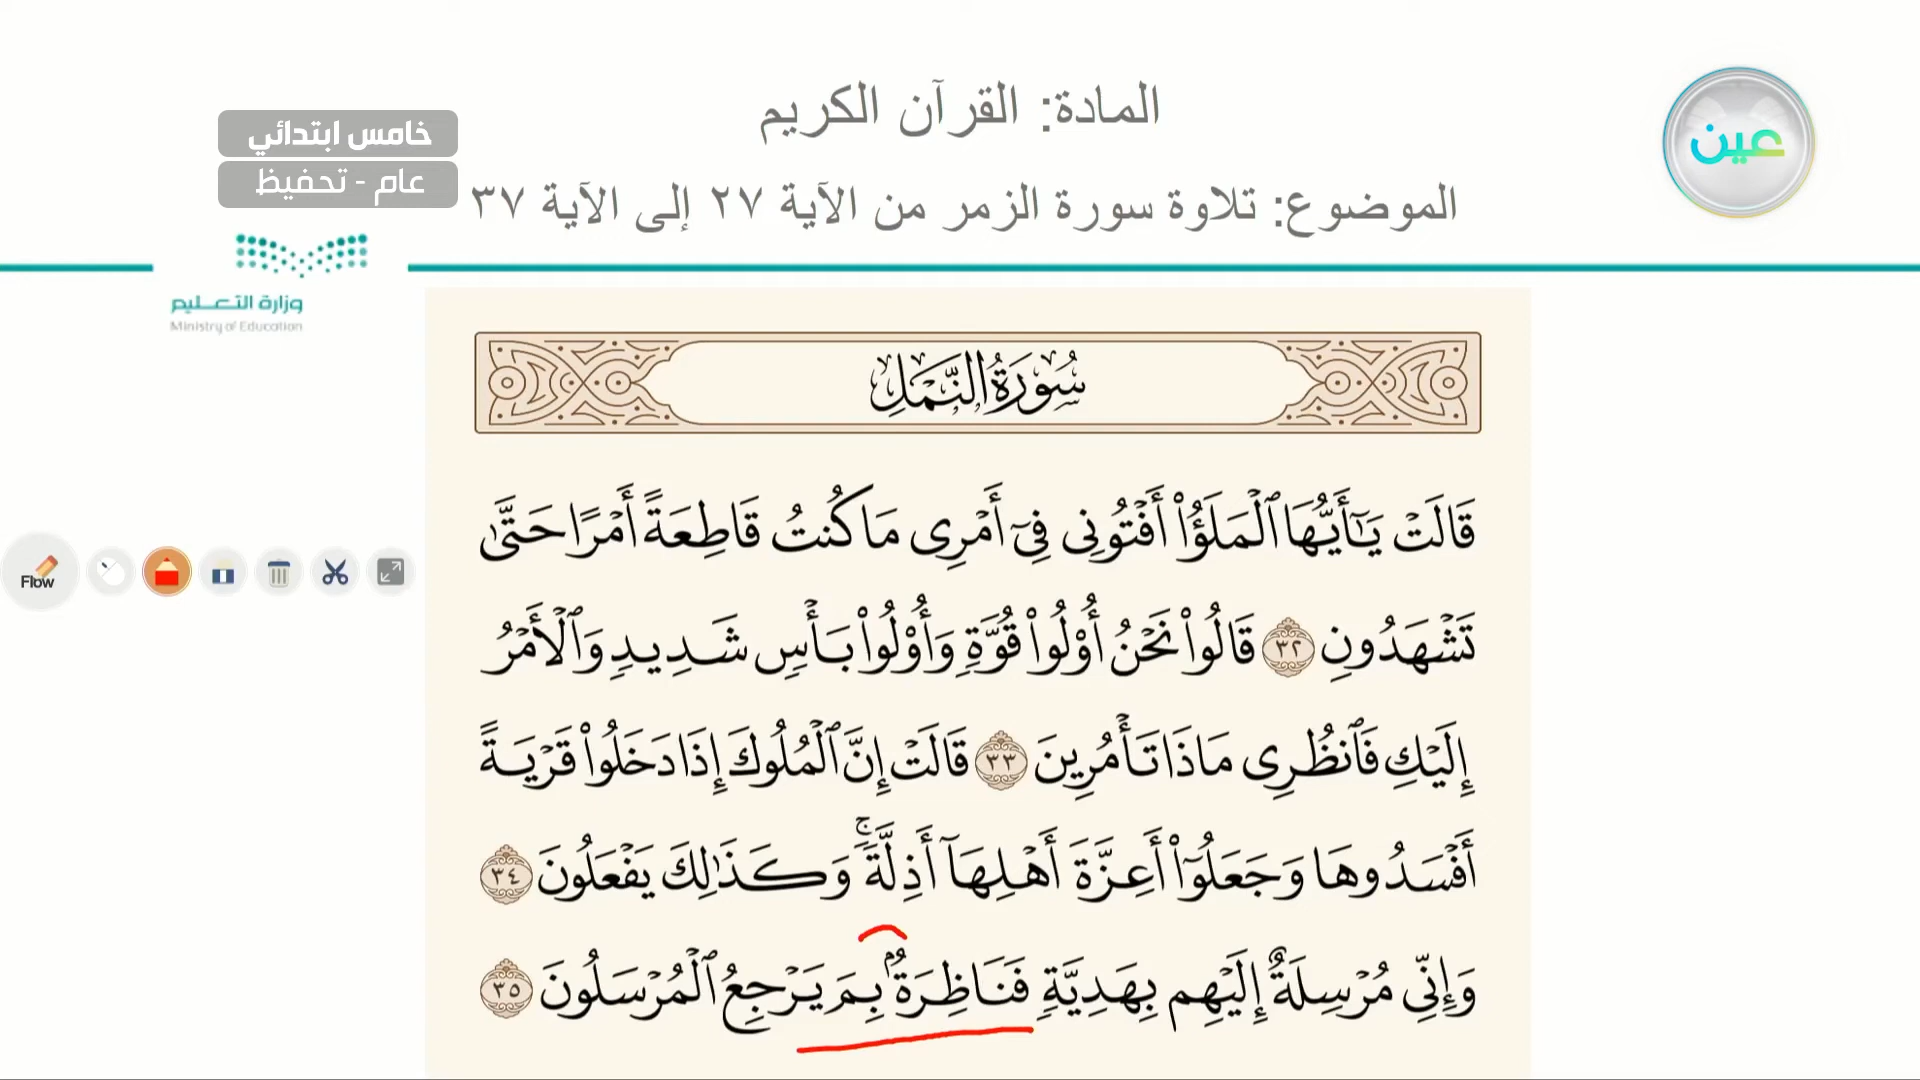 المادة: القرآن الكريم
الموضوع: تلاوة سورة الزمر من الآية ٢٧ إلى الآية ٣٧
خامس ابتدائي
عام - تحفيظ
عين
وزارة التعليم
Ministry of Education
Flow
سُورَةُ النَّمْلِ
قَالَتْ يَـٰٓأَيُّهَا ٱلْمَلَؤُاْ أَفْتُونِى فِىٓ أَمْرِى مَا كُنتُ قَاطِعَةً أَمْرًا حَتَّىٰ
تَشْهَدُونِ ٣٢ قَالُواْ نَحْنُ أُوْلُواْ قُوَّةٍ وَأُوْلُواْ بَأْسٍ شَدِيدٍ وَٱلْأَمْرُ
إِلَيْكِ فَٱنظُرِى مَاذَا تَأْمُرِينَ ٣٣ قَالَتْ إِنَّ ٱلْمُلُوكَ إِذَا دَخَلُواْ قَرْيَةً
أَفْسَدُوهَا وَجَعَلُوٓاْ أَعِزَّةَ أَهْلِهَآ أَذِلَّةً ۚ وَكَذَٰلِكَ يَفْعَلُونَ ٣٤
وَإِنِّى مُرْسِلَةٌ إِلَيْهِم بِهَدِيَّةٍ فَنَاظِرَةُۢ بِمَ يَرْجِعُ ٱلْمُرْسَلُونَ ٣٥